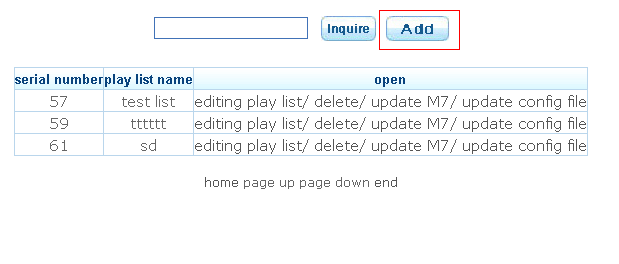 Inquire Add
serial number play list name open
57 test list editing play list/ delete/ update M7/ update config file
59 tttttt editing play list/ delete/ update M7/ update config file
61 sd editing play list/ delete/ update M7/ update config file
home page up page down end